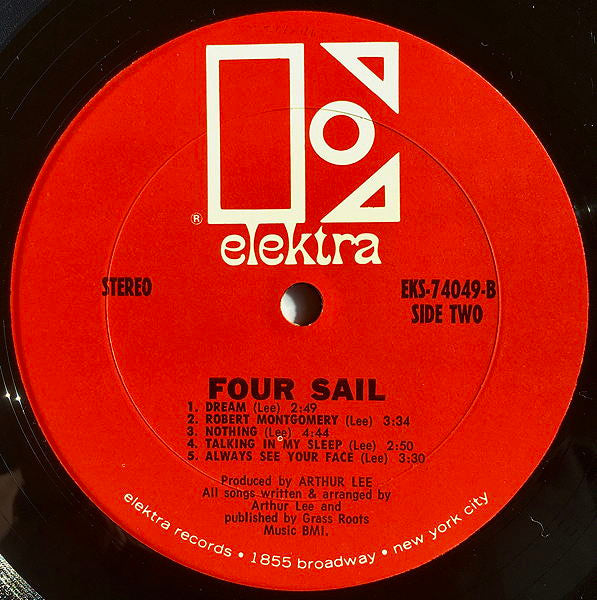 ®
elektra
STEREO
EKS-74049-B
SIDE TWO
FOUR SAIL
1. DREAM (Lee) 2:49
2. ROBERT MONTGOMERY (Lee) 3:34
3. NOTHING (Lee) 4:44
4. TALKING IN MY SLEEP (Lee) 2:50
5. ALWAYS SEE YOUR FACE (Lee) 3:30
Produced by ARTHUR LEE
All songs written & arranged by
Arthur Lee and
published by Grass Roots
Music BMI.
elektra records • 1855 broadway • new york city